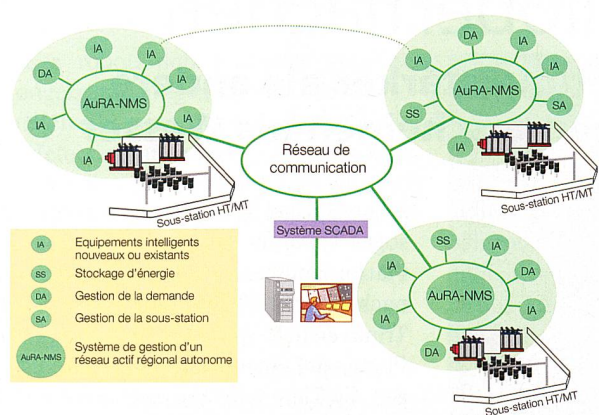 IA
IA
IA
DA
IA
AuRA-NMS
IA
IA
IA
Sous-station HT/MT
IA
DA
IA
IA
AuRA-NMS
SS
SA
IA
IA
Sous-station HT/MT
Réseau de
communication
Système SCADA
SS
IA
IA
DA
AuRA-NMS
IA
IA
DA
Sous-station HT/MT
IA Equipements intelligents
nouveaux ou existants
SS Stockage d'énergie
DA Gestion de la demande
SA Gestion de la sous-station
AuRA-NMS Système de gestion d'un
réseau actif régional autonome